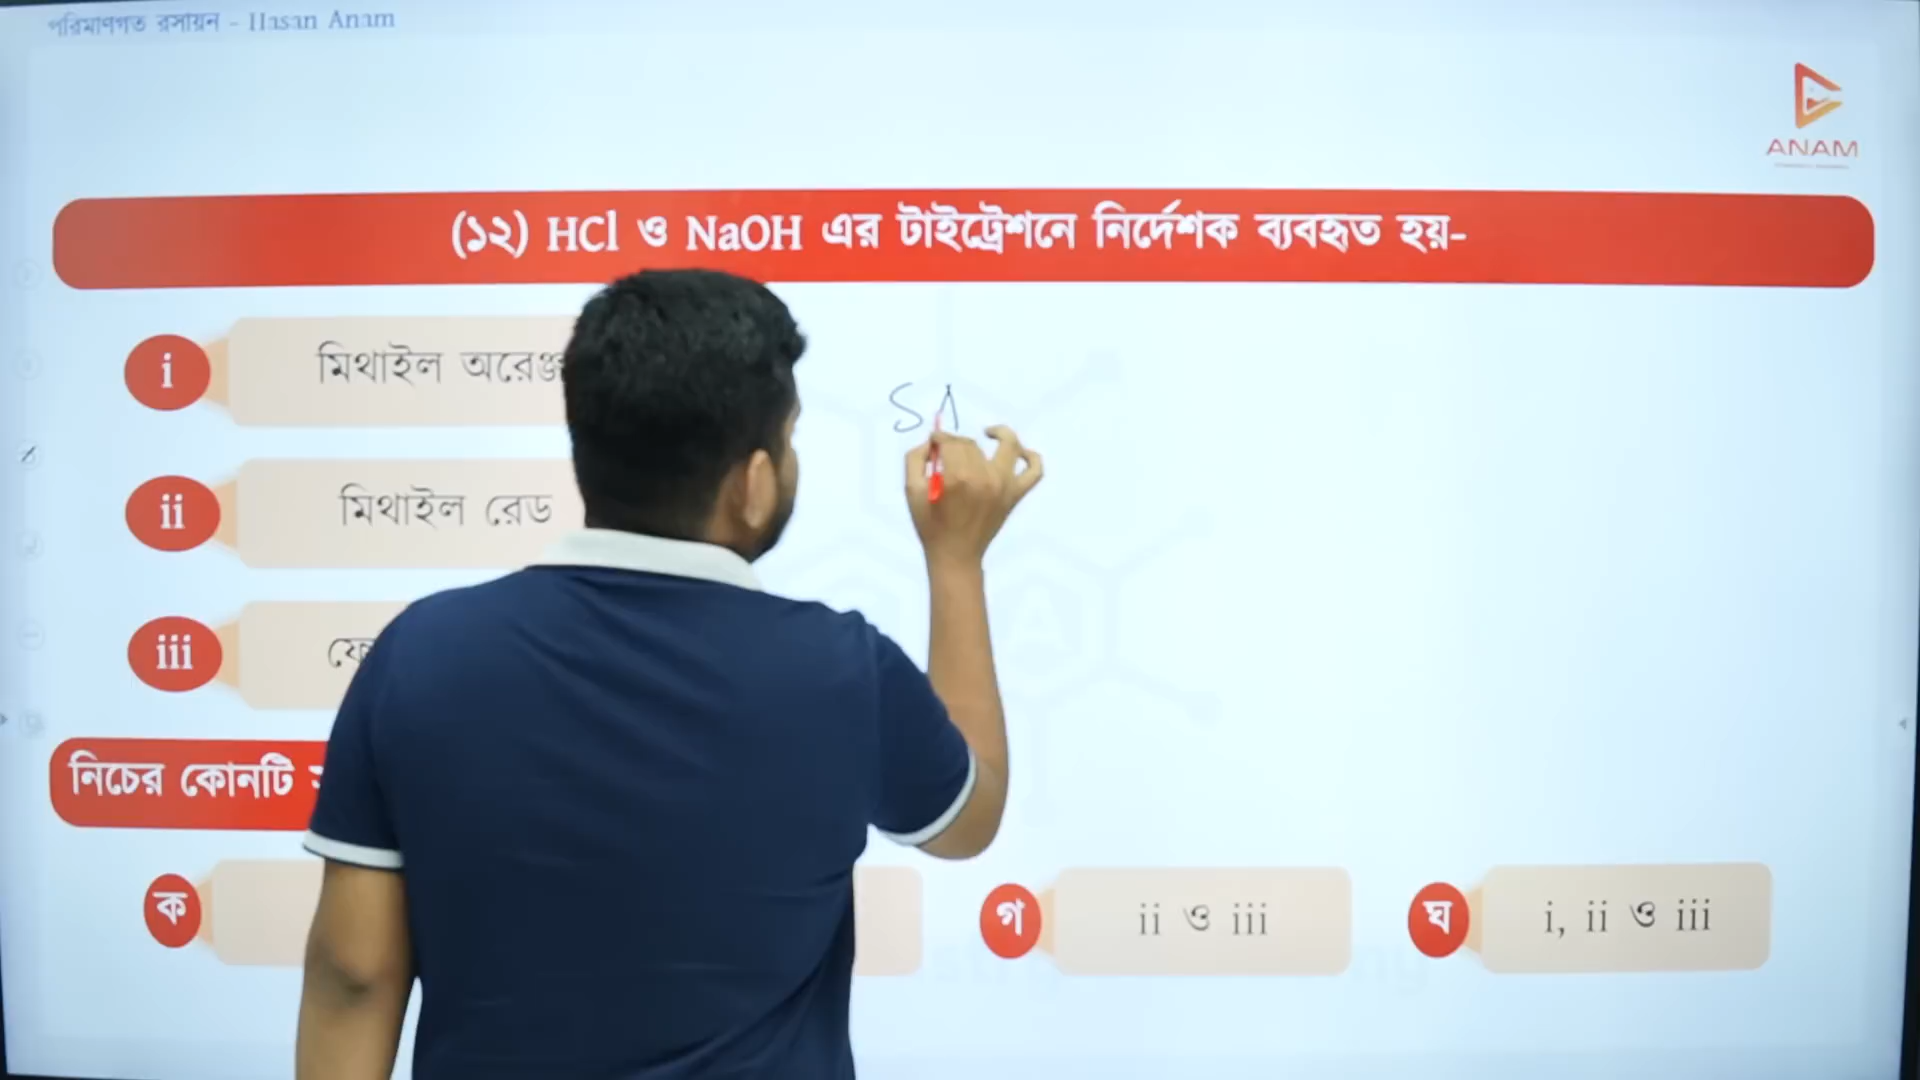 পরিমাণগত রসায়ন - Hasan Anam
ANAM
(১২) HCl ও NaOH এর টাইট্রেশনে নির্দেশক ব্যবহৃত হয়-
i মিথাইল অরেঞ্জ
SA
ii মিথাইল রেড
iii
নিচের কোনটি
ক
গ ii ও iii
ঘ i, ii ও iii